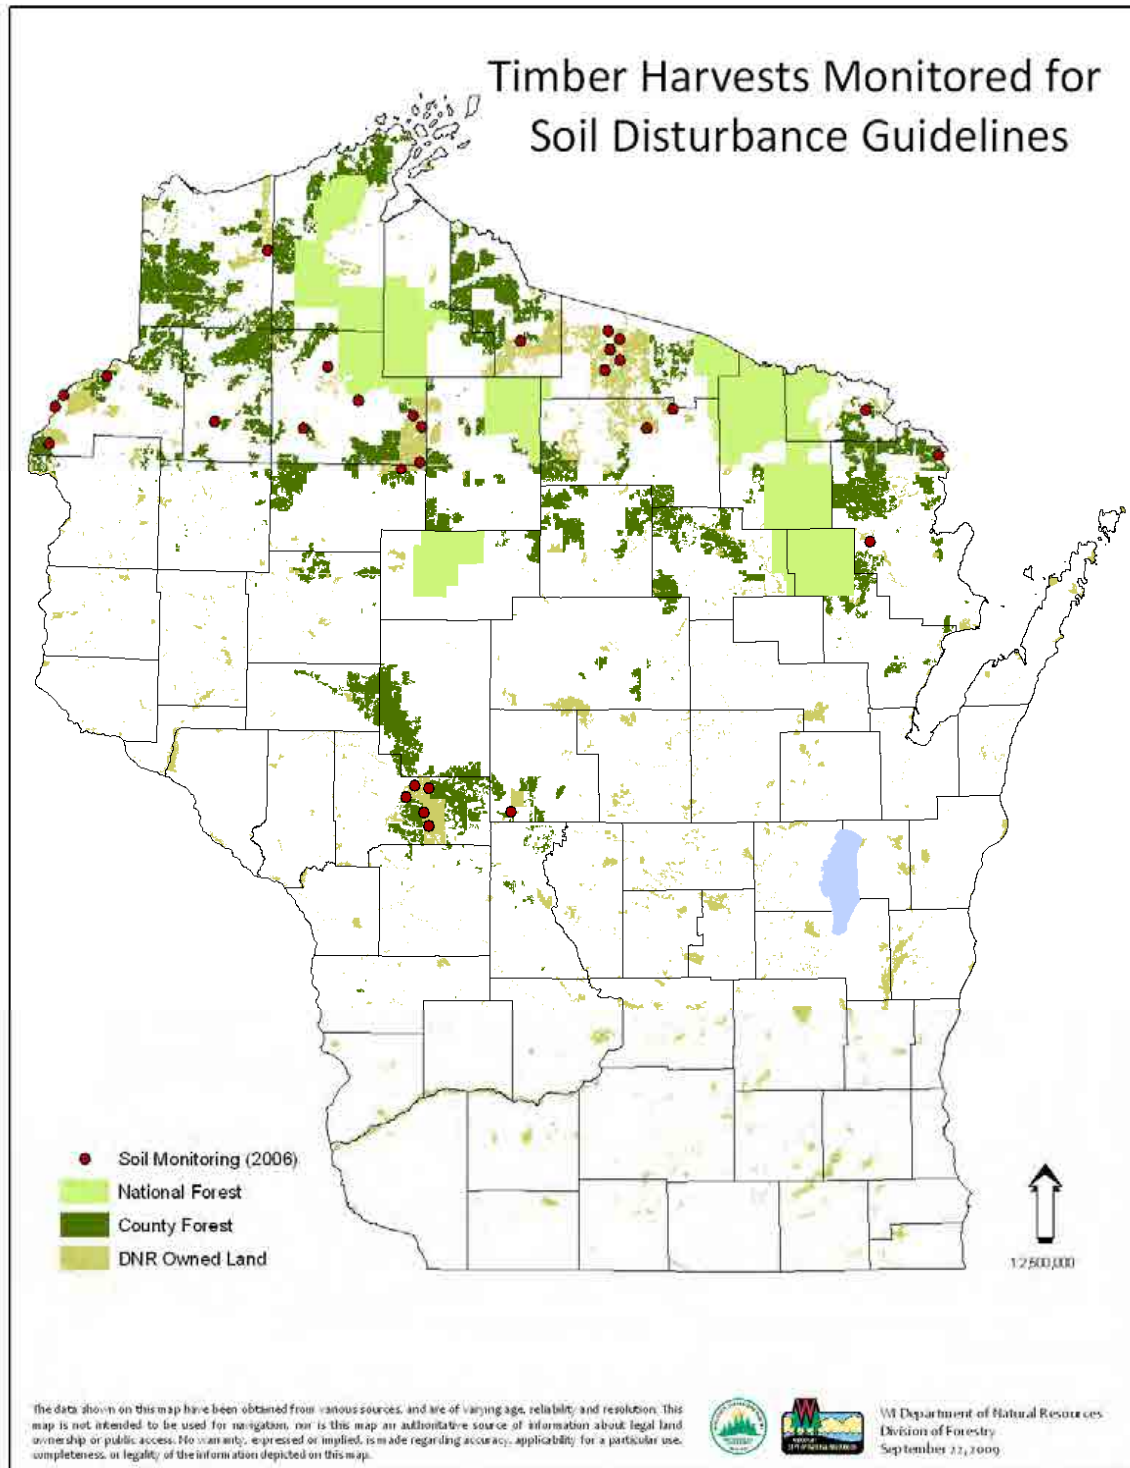 Timber Harvests Monitored for
Soil Disturbance Guidelines
Soil Monitoring (2006)
National Forest
County Forest
DNR Owned Land
1:2,500,000
The data shown on this map have been obtained from various sources, and are of varying age, reliability and resolution. This
map is not intended to be used for navigation, nor is this map an authoritative source of information about legal land
ownership or public access. No warranty, expressed or implied, is made regarding accuracy, applicability for a particular use,
completeness, or legality of the information depicted on this map.
WI Department of Natural Resources
Division of Forestry
September 22, 2009